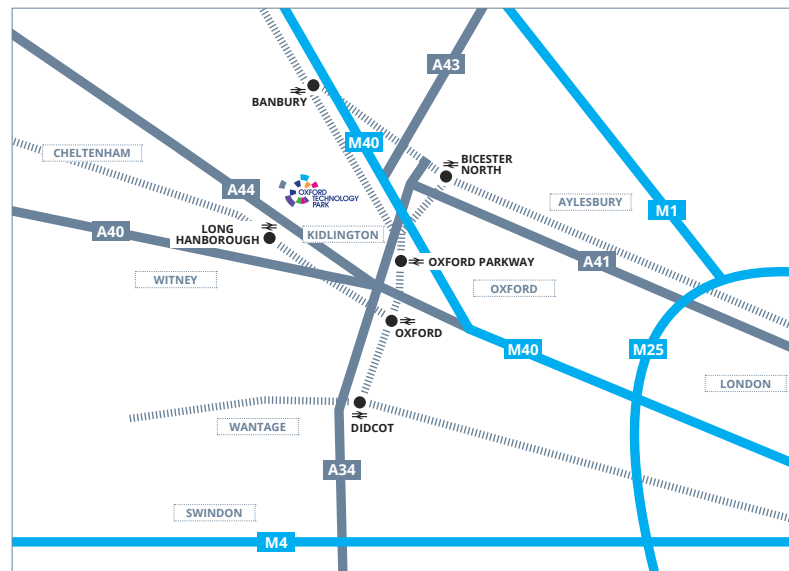 A43
BANBURY
M40
CHELTENHAM
BICESTER
NORTH
A44
OXFORD
TECHNOLOGY
PARK
AYLESBURY
M1
A40
LONG
HANBOROUGH
KIDLINGTON
OXFORD PARKWAY
A41
WITNEY
OXFORD
OXFORD
M40
M25
LONDON
WANTAGE
DIDCOT
A34
SWINDON
M4